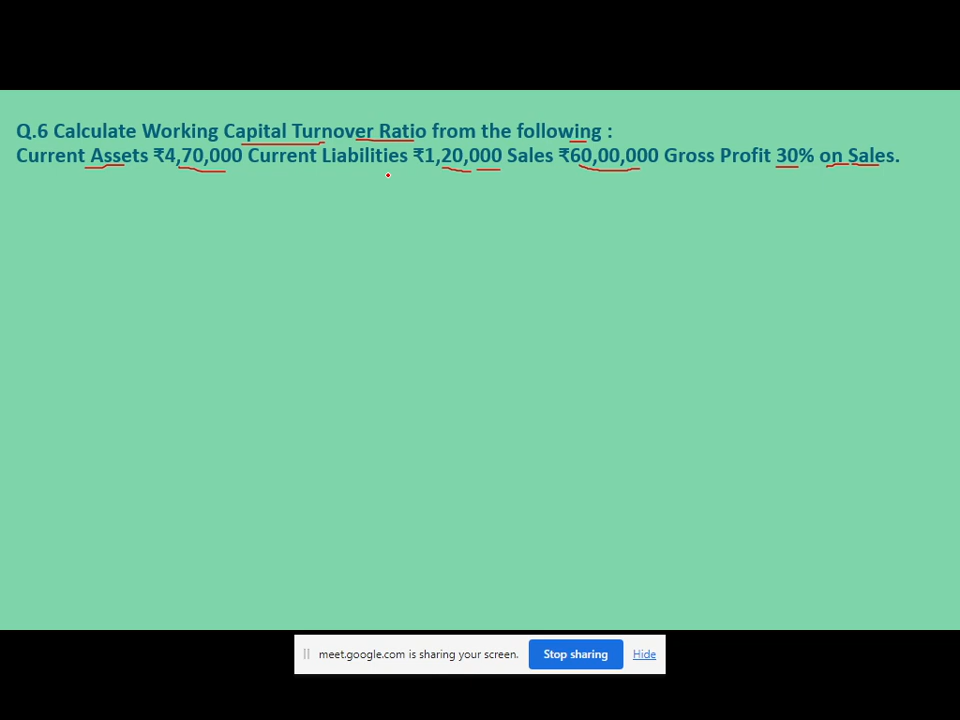 Q.6 Calculate Working Capital Turnover Ratio from the following :
Current Assets ₹4,70,000 Current Liabilities ₹1,20,000 Sales ₹60,00,000 Gross Profit 30% on Sales.
meet.google.com is sharing your screen. Stop sharing Hide